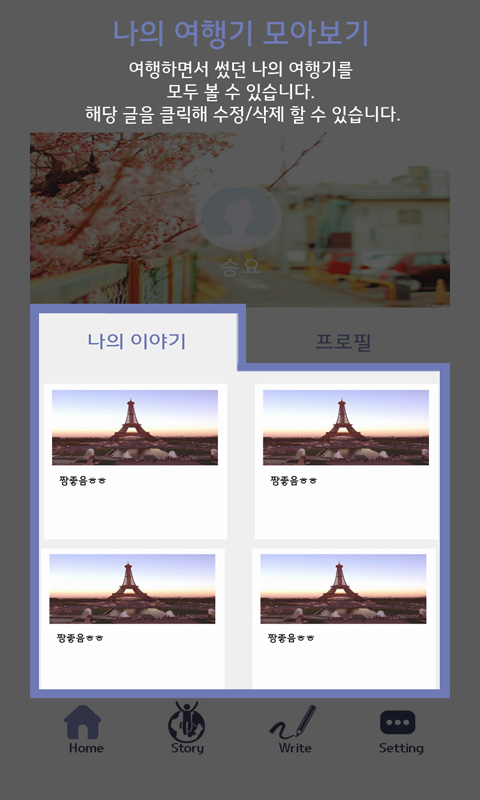 나의 여행기 모아보기
여행하면서 썼던 나의 여행기를
모두 볼 수 있습니다.
해당 글을 클릭해 수정/삭제 할 수 있습니다.
승요
나의 이야기
프로필
짱좋음ㅎㅎ
짱좋음ㅎㅎ
짱좋음ㅎㅎ
짱좋음ㅎㅎ
Home
Story
Write
Setting